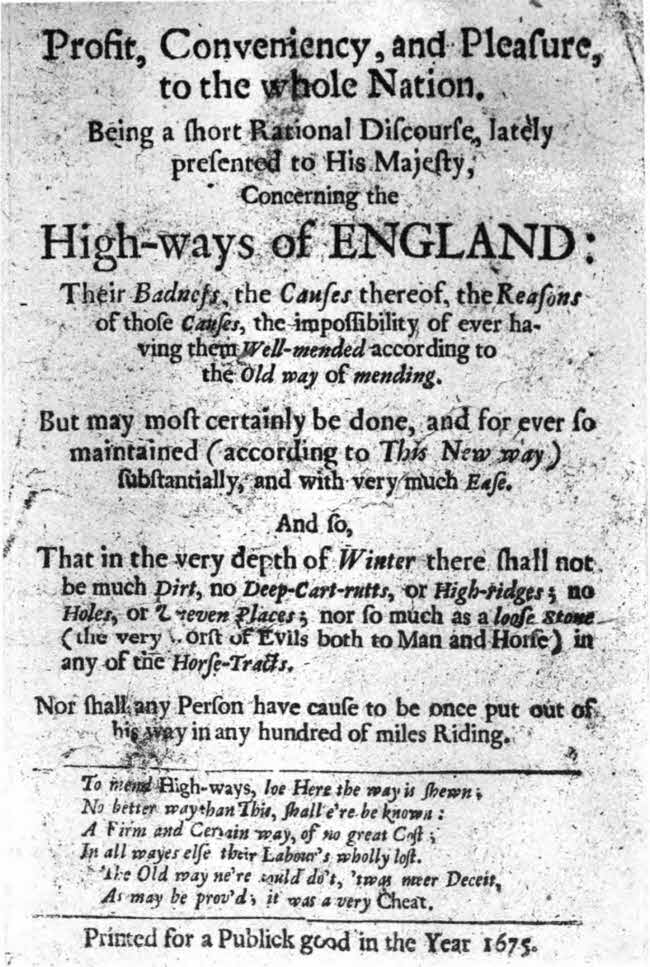 Profit, Conveniency, and Pleaſure,
to the whole Nation.
Being a ſhort Rational Diſcourſe, lately
preſented to His Majeſty,
Concerning the
High-ways of ENGLAND:
Their Badneſs, the Cauſes thereof, the Reaſons
of thoſe Cauſes, the impoſſibility of ever ha-
ving them Well-mended according to
the Old way of mending.
But may moſt certainly be done, and for ever ſo
maintained (according to This New way)
ſubſtantially, and with very much Eaſe.
And ſo,
That in the very depth of Winter there ſhall not
be much Dirt, no Deep-Cart-rutts, or High-ridges; no
Holes, or Uneven Places; nor ſo much as a looſe stone
(the very Worſt of Evils both to Man and Horſe) in
any of the Horſe-Tracts.
Nor ſhall any Perſon have cauſe to be once put out of
his way in any hundred of miles Riding.
To mend High-ways, loe Here the way is ſhewn;
No better way than This, ſhall e're be known:
A Firm and Certain way, of no great Coſt;
In all wayes elſe their Labour's wholly loſt.
The Old way ne're could do't, 'twas meer Deceit,
As may be prov'd; it was a very Cheat.
Printed for a Publick good in the Year 1675.